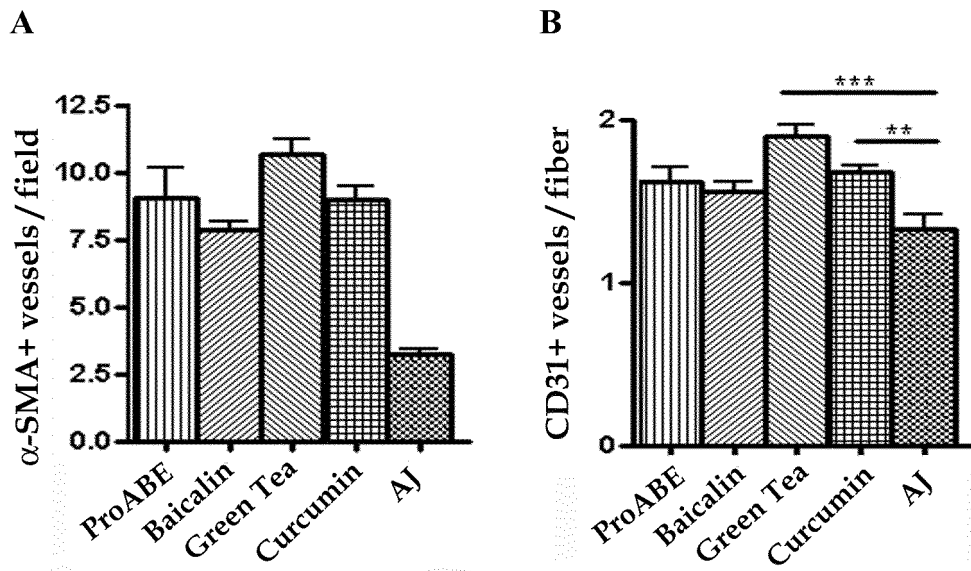 A
α-SMA+ vessels / field
12.5
10.0
7.5
5.0
2.5
0.0
ProABE
Baicalin
Green Tea
Curcumin
AJ
B
CD31+ vessels / fiber
2
1
0
***
**
ProABE
Baicalin
Green Tea
Curcumin
AJ